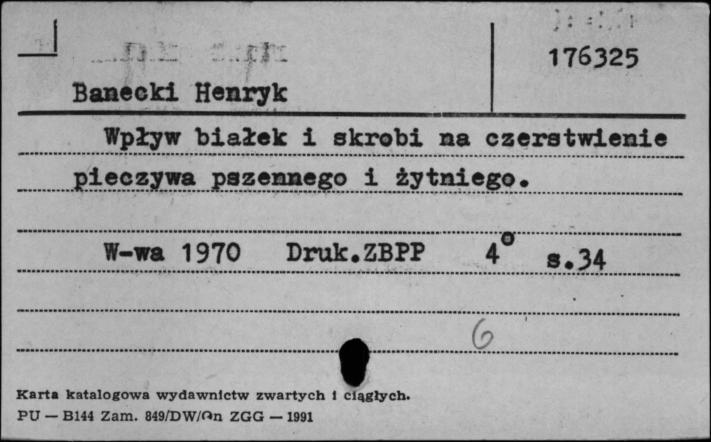 176325
Banecki Henryk
Wpływ białek i skrobi na czerstwienie
pieczywa pszennego i żytniego.
W-wa 1970 Druk.ZBPP 4° s.34
6
Karta katalogowa wydawnictw zwartych i ciągłych.
PU — B144 Zam. 849/DW/On ZGG — 1991